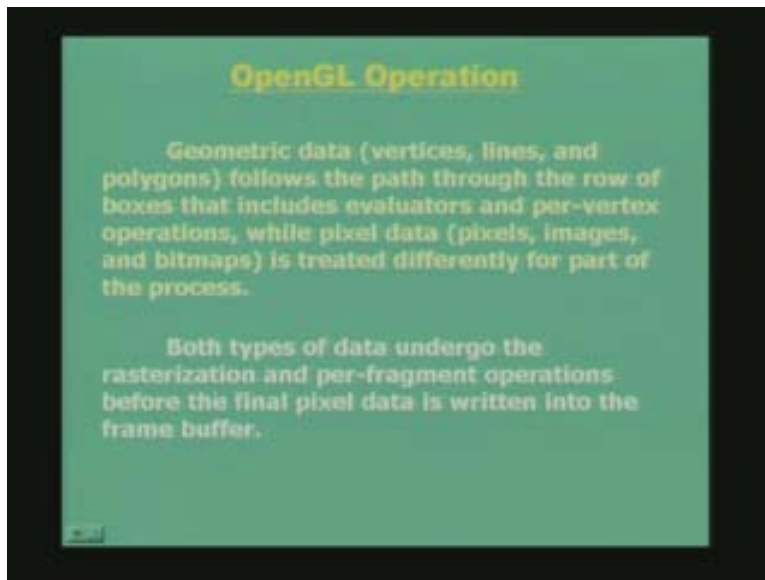 OpenGL Operation
Geometric data (vertices, lines, and
polygons) follows the path through the row of
boxes that includes evaluators and per-vertex
operations, while pixel data (pixels, images,
and bitmaps) is treated differently for part of
the process.
Both types of data undergo the
rasterization and per-fragment operations
before the final pixel data is written into the
frame buffer.